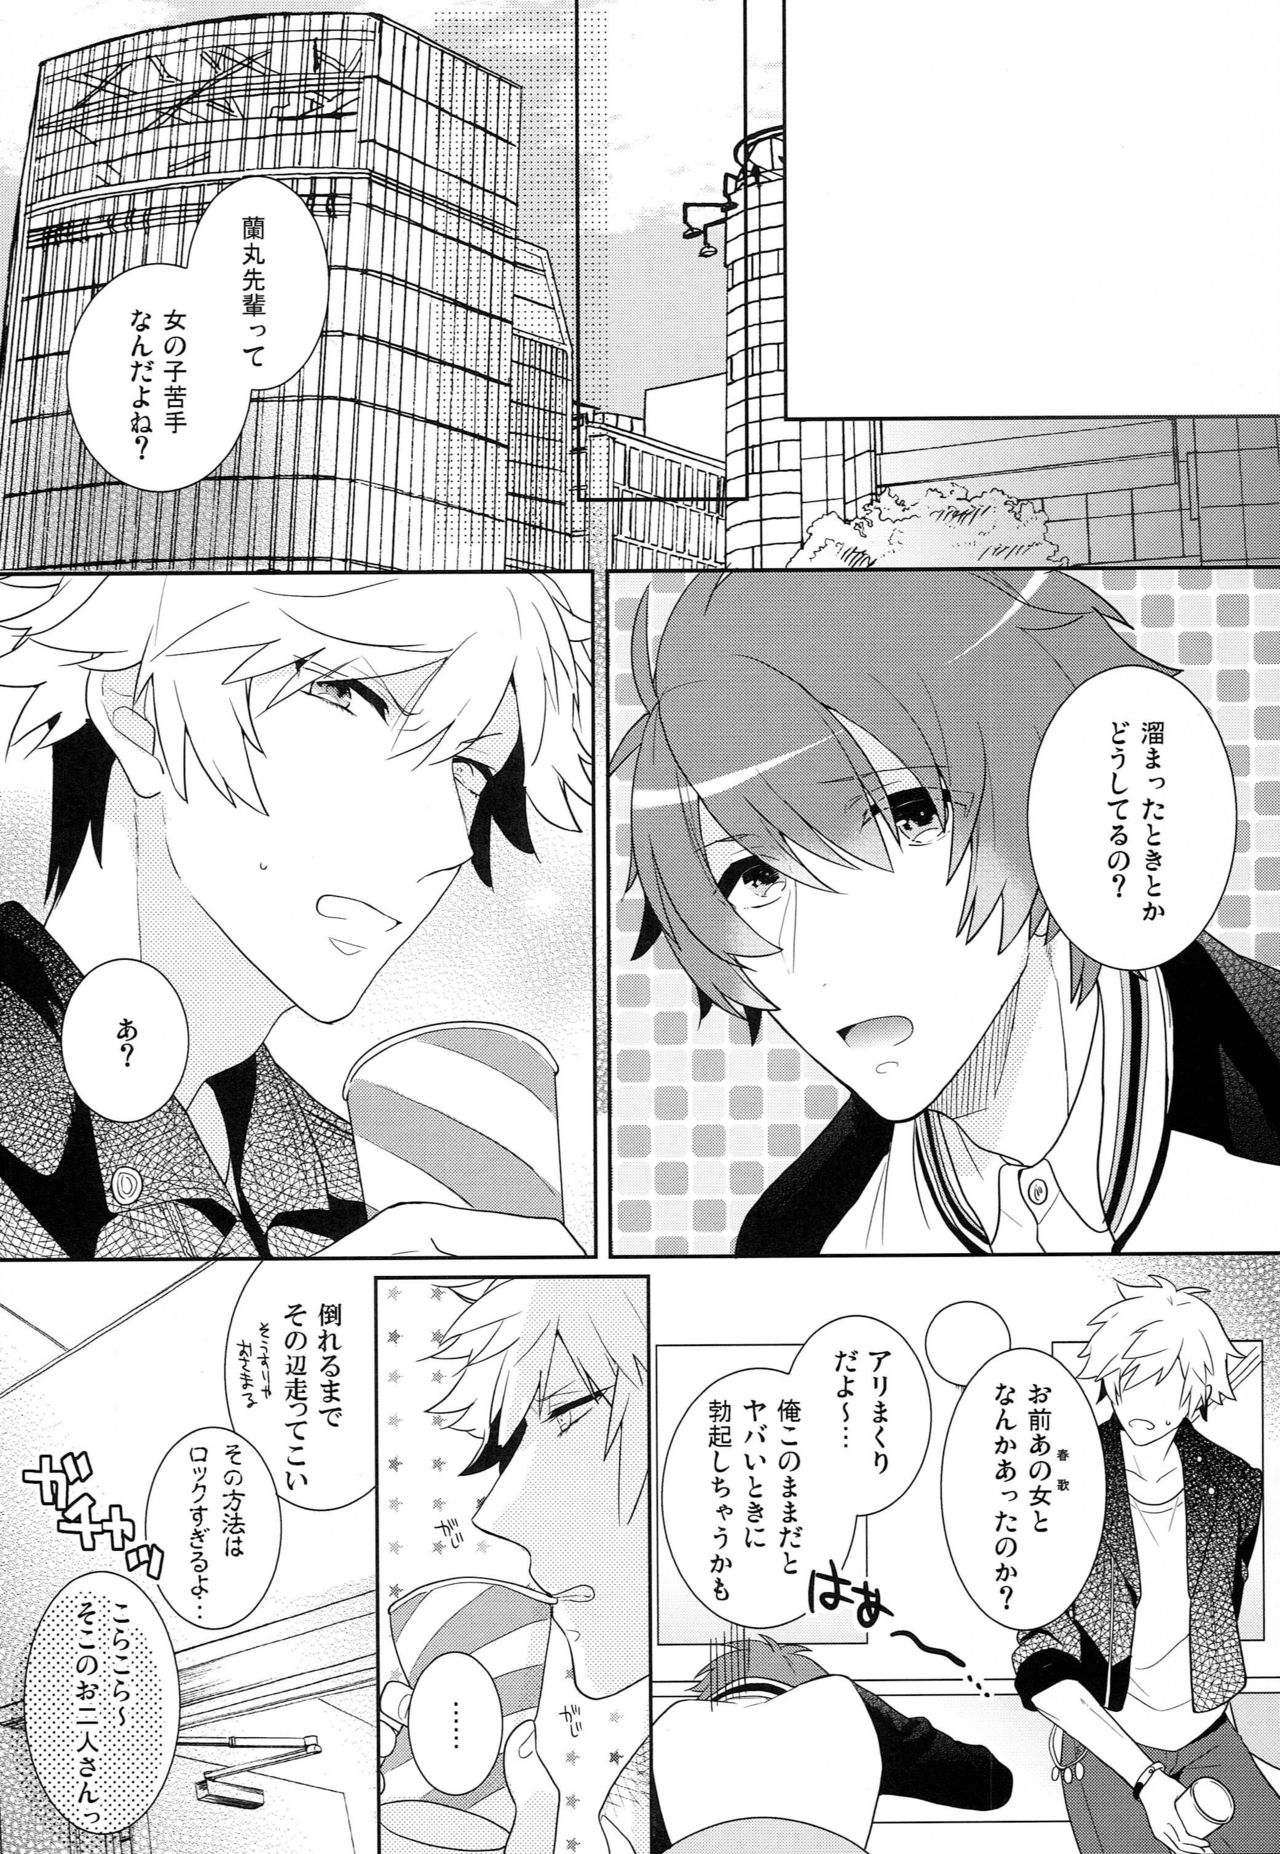 蘭丸先輩って
女の子苦手
なんだよね?
溜まったときとか
どうしてるの?
あ?
お前あの女と
春歌
なんかあったのか?
アリまくり
だよ～…
俺このままだと
ヤバいときに
勃起しちゃうかも
はぁ～…
……
ガジ
ガジ
倒れるまで
その辺走ってこい
そうすりゃ
おさまる
その方法は
ロックすぎるよ…
ガチャッ
こらこら～
そこのお二人さんっ